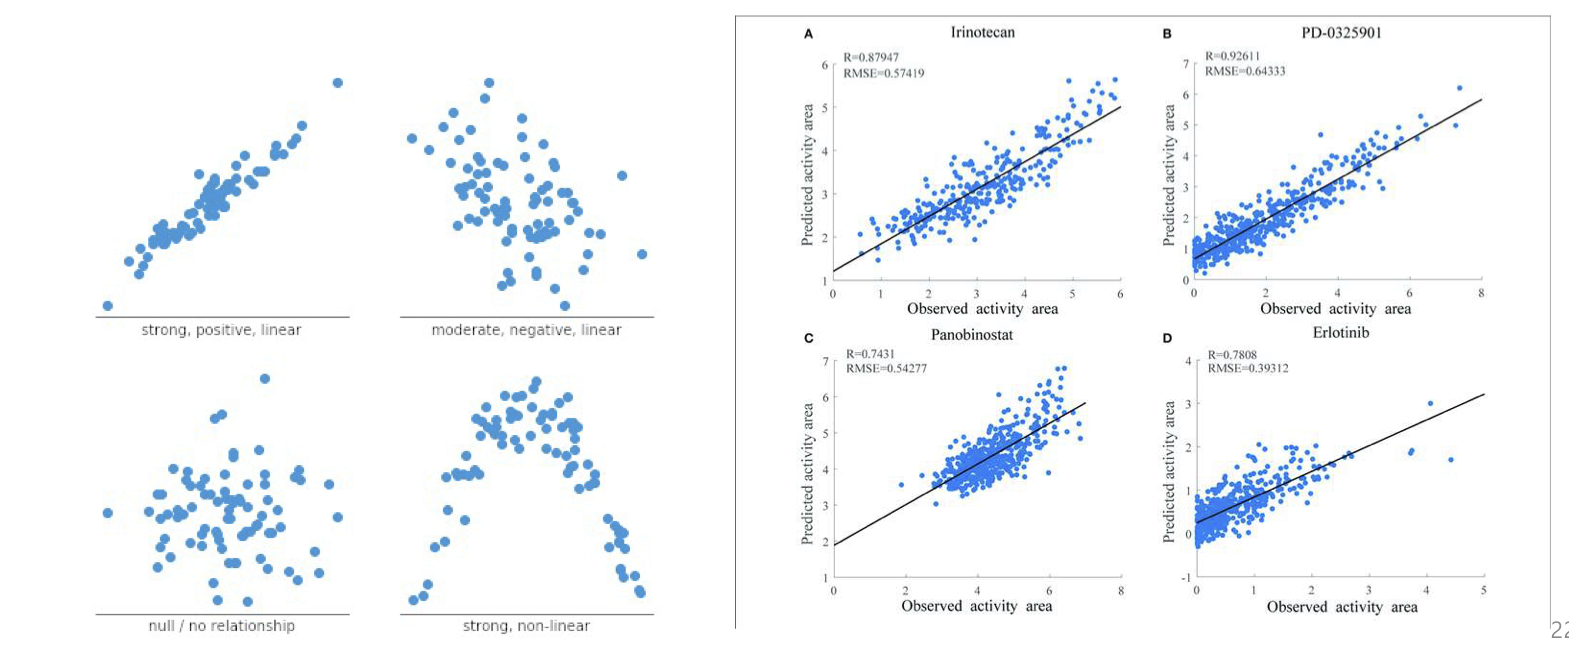 strong, positive, linear
moderate, negative, linear
null / no relationship
strong, non-linear
A
Irinotecan
R=0.87947
RMSE=0.57419
Predicted activity area
6
5
4
3
2
1
0 1 2 3 4 5 6
Observed activity area
B
PD-0325901
R=0.92611
RMSE=0.64333
Predicted activity area
7
6
5
4
3
2
1
0
0 2 4 6 8
Observed activity area
C
Panobinostat
R=0.7431
RMSE=0.54277
Predicted activity area
7
6
5
4
3
2
1
0 2 4 6 8
Observed activity area
D
Erlotinib
R=0.7808
RMSE=0.39312
Predicted activity area
4
3
2
1
0
-1
0 1 2 3 4 5
Observed activity area
22